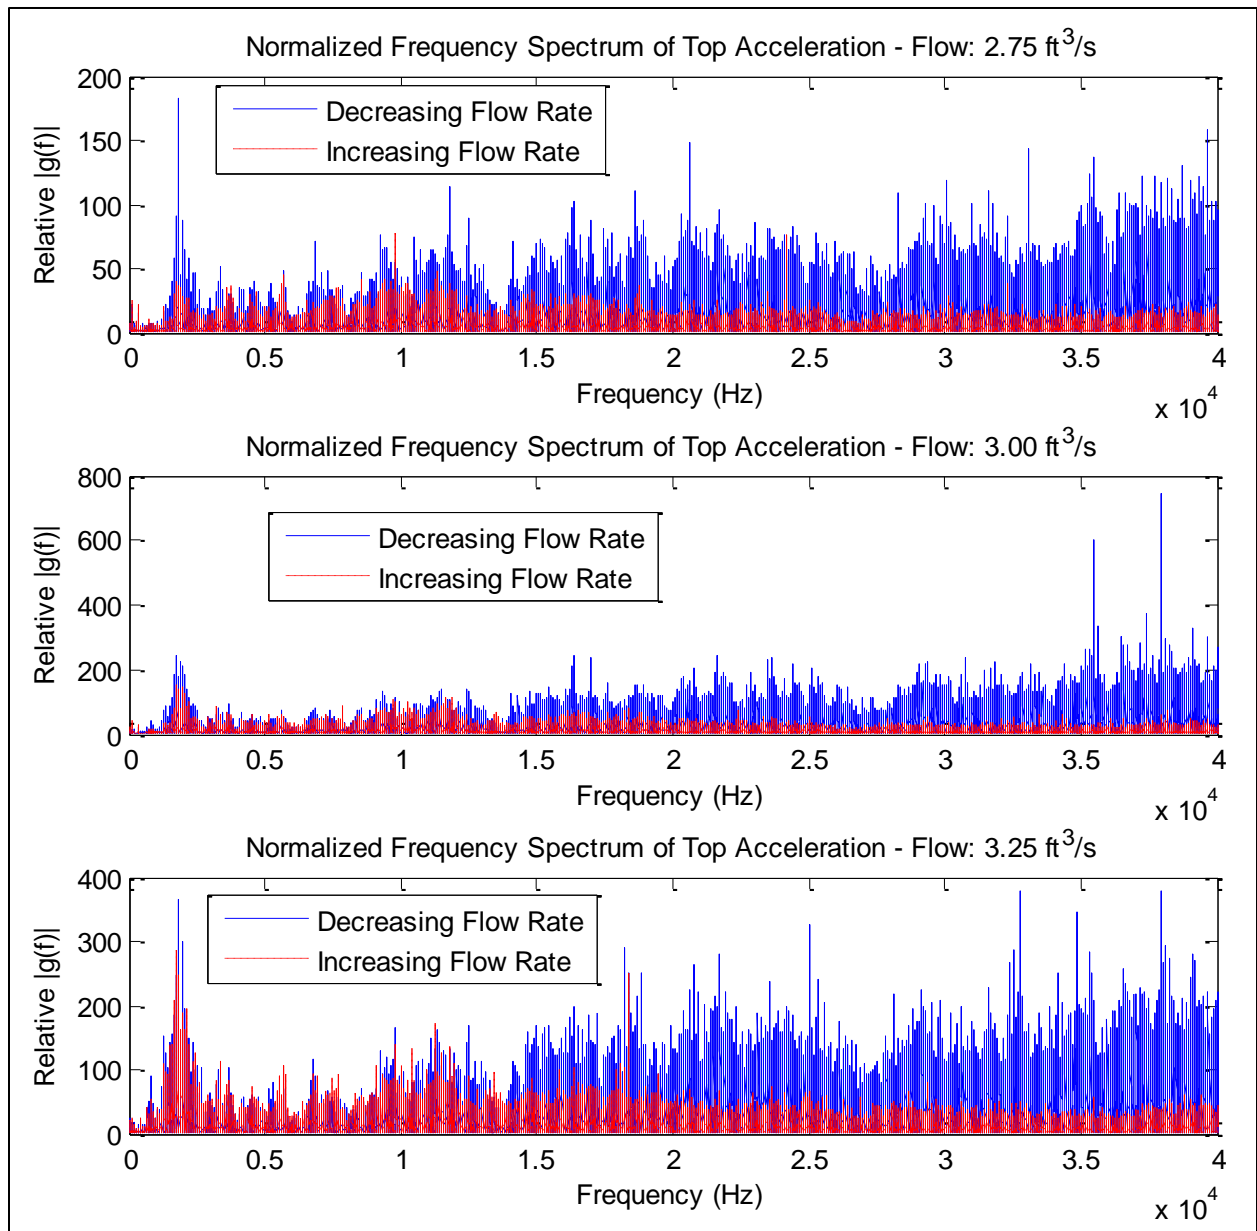 Normalized Frequency Spectrum of Top Acceleration - Flow: 2.75 ft³/s
200
150
100
50
0
Relative |g(f)|
Decreasing Flow Rate
Increasing Flow Rate
0 0.5 1 1.5 2 2.5 3 3.5 4
Frequency (Hz)
x 10⁴
Normalized Frequency Spectrum of Top Acceleration - Flow: 3.00 ft³/s
800
600
400
200
0
Relative |g(f)|
Decreasing Flow Rate
Increasing Flow Rate
0 0.5 1 1.5 2 2.5 3 3.5 4
Frequency (Hz)
x 10⁴
Normalized Frequency Spectrum of Top Acceleration - Flow: 3.25 ft³/s
400
300
200
100
0
Relative |g(f)|
Decreasing Flow Rate
Increasing Flow Rate
0 0.5 1 1.5 2 2.5 3 3.5 4
Frequency (Hz)
x 10⁴